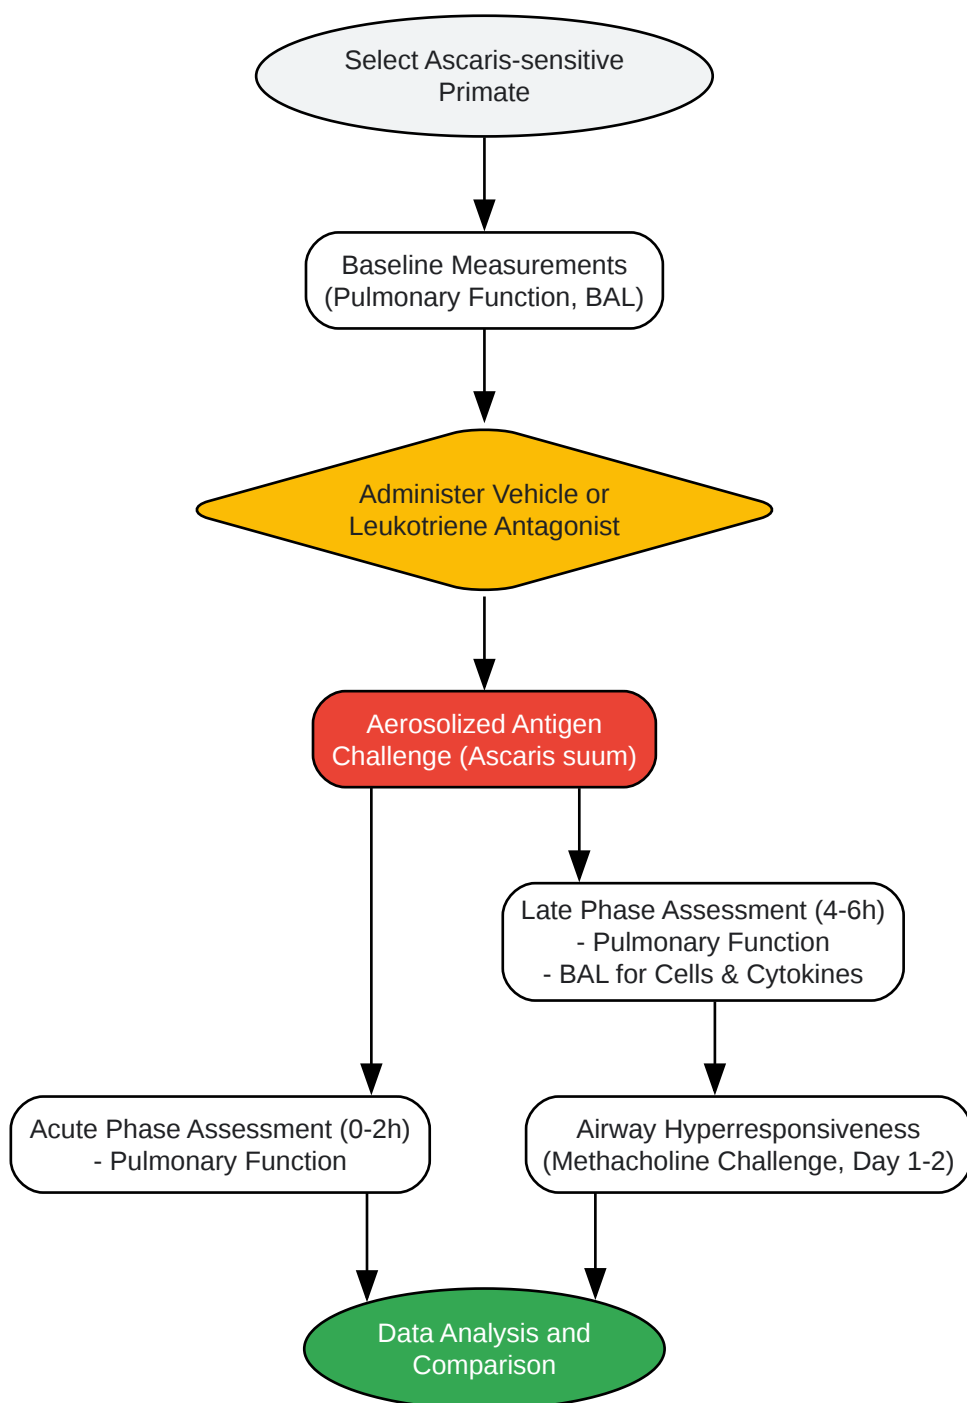 Select Ascaris-sensitive
Primate
Baseline Measurements
(Pulmonary Function, BAL)
Administer Vehicle or
Leukotriene Antagonist
Aerosolized Antigen
Challenge (Ascaris suum)
Late Phase Assessment (4-6h)
- Pulmonary Function
- BAL for Cells & Cytokines
Acute Phase Assessment (0-2h)
- Pulmonary Function
Airway Hyperresponsiveness
(Methacholine Challenge, Day 1-2)
Data Analysis and
Comparison